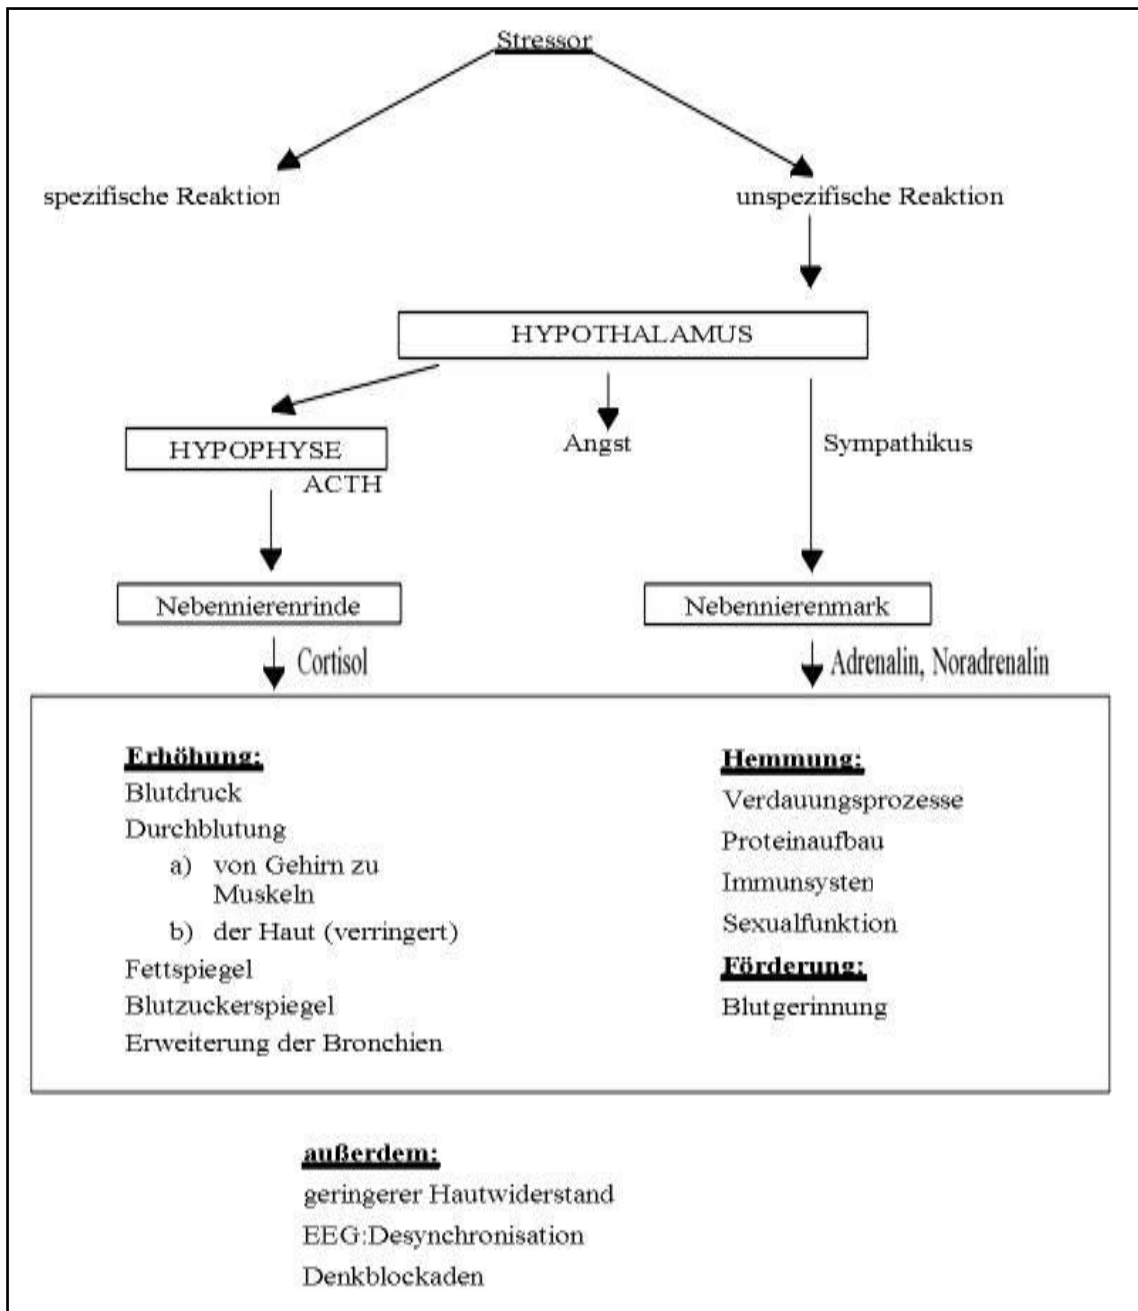 Stressor
spezifische Reaktion
unspezifische Reaktion
HYPOTHALAMUS
HYPOPHYSE
ACTH
Angst
Sympathikus
Nebennierenrinde
Nebennierenmark
Cortisol
Adrenalin, Noradrenalin
Erhöhung:
Blutdruck
Durchblutung
a) von Gehirn zu
Muskeln
b) der Haut (verringert)
Fettspiegel
Blutzuckerspiegel
Erweiterung der Bronchien
Hemmung:
Verdauungsprozesse
Proteinaufbau
Immunsysten
Sexualfunktion
Förderung:
Blutgerinnung
außerdem:
geringerer Hautwiderstand
EEG:Desynchronisation
Denkblockaden